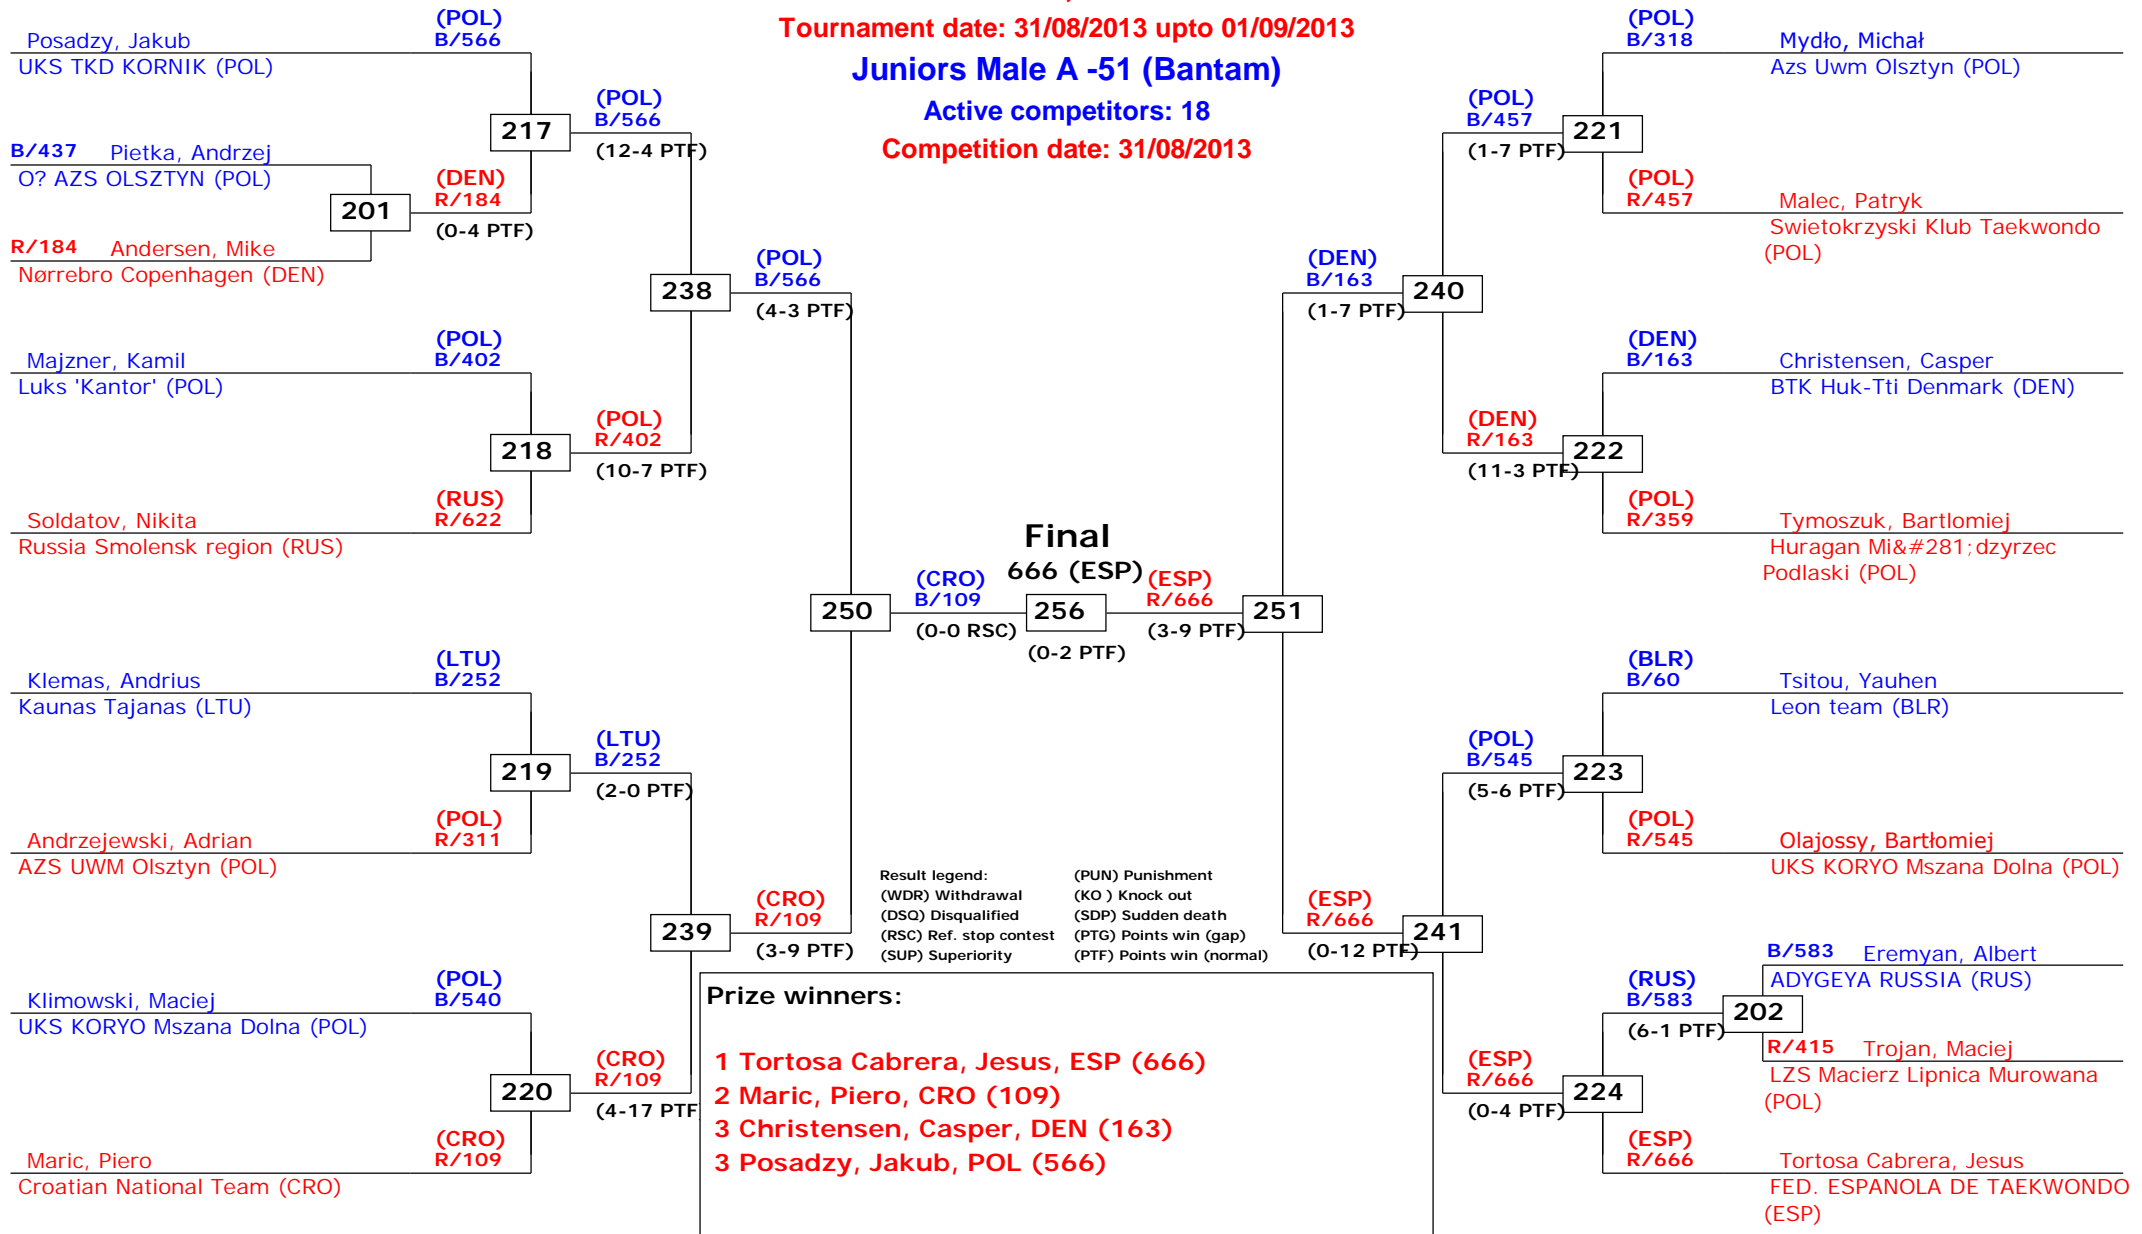 Tournament date: 31/08/2013 upto 01/09/2013
Juniors Male A -51 (Bantam)
Active competitors: 18
Competition date: 31/08/2013
(POL)
B/566
Posadzy, Jakub
UKS TKD KORNIK (POL)
217
(POL)
B/566
(12-4 PTF)
B/437 Pietka, Andrzej
O? AZS OLSZTYN (POL)
201
(DEN)
R/184
(0-4 PTF)
R/184 Andersen, Mike
Nørrebro Copenhagen (DEN)
238
(POL)
B/566
(4-3 PTF)
(POL)
B/402
Majzner, Kamil
Luks 'Kantor' (POL)
218
(POL)
R/402
(10-7 PTF)
(RUS)
R/622
Soldatov, Nikita
Russia Smolensk region (RUS)
250
(CRO)
B/109
(0-0 RSC)
(LTU)
B/252
Klemas, Andrius
Kaunas Tajanas (LTU)
219
(LTU)
B/252
(2-0 PTF)
(POL)
R/311
Andrzejewski, Adrian
AZS UWM Olsztyn (POL)
239
(CRO)
R/109
(3-9 PTF)
(POL)
B/540
Klimowski, Maciej
UKS KORYO Mszana Dolna (POL)
220
(CRO)
R/109
(4-17 PTF
(CRO)
R/109
Maric, Piero
Croatian National Team (CRO)
Final
666 (ESP)
256
(0-2 PTF)
(ESP)
R/666
(3-9 PTF)
251
(POL)
B/318
Mydło, Michał
Azs Uwm Olsztyn (POL)
(POL)
B/457
(1-7 PTF)
221
(POL)
R/457
Malec, Patryk
Swietokrzyski Klub Taekwondo
(POL)
(DEN)
B/163
(1-7 PTF)
240
(DEN)
B/163
Christensen, Casper
BTK Huk-Tti Denmark (DEN)
(DEN)
R/163
(11-3 PTF)
222
(POL)
R/359
Tymoszuk, Bartlomiej
Huragan Mi&#281;dzyrzec
Podlaski (POL)
(BLR)
B/60
Tsitou, Yauhen
Leon team (BLR)
(POL)
B/545
(5-6 PTF)
223
(POL)
R/545
Olajossy, Bartłomiej
UKS KORYO Mszana Dolna (POL)
(ESP)
R/666
(0-12 PTF)
241
B/583 Eremyan, Albert
ADYGEYA RUSSIA (RUS)
(RUS)
B/583
(6-1 PTF)
202
R/415 Trojan, Maciej
LZS Macierz Lipnica Murowana
(POL)
(ESP)
R/666
(0-4 PTF)
224
(ESP)
R/666
Tortosa Cabrera, Jesus
FED. ESPANOLA DE TAEKWONDO
(ESP)
Result legend:
(WDR) Withdrawal
(DSQ) Disqualified
(RSC) Ref. stop contest
(SUP) Superiority
(PUN) Punishment
(KO ) Knock out
(SDP) Sudden death
(PTG) Points win (gap)
(PTF) Points win (normal)
Prize winners:
1 Tortosa Cabrera, Jesus, ESP (666)
2 Maric, Piero, CRO (109)
3 Christensen, Casper, DEN (163)
3 Posadzy, Jakub, POL (566)